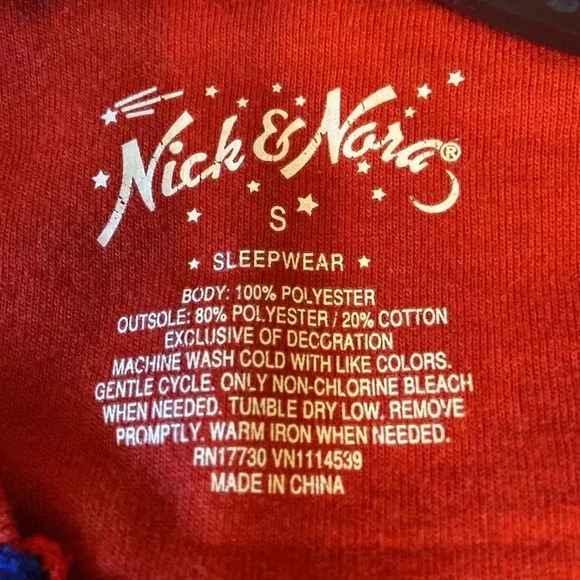 Nick & Nora®
S
SLEEPWEAR
BODY: 100% POLYESTER
OUTSOLE: 80% POLYESTER / 20% COTTON
EXCLUSIVE OF DECORATION
MACHINE WASH COLD WITH LIKE COLORS.
GENTLE CYCLE. ONLY NON-CHLORINE BLEACH
WHEN NEEDED. TUMBLE DRY LOW, REMOVE
PROMPTLY. WARM IRON WHEN NEEDED.
RN17730 VN1114539
MADE IN CHINA